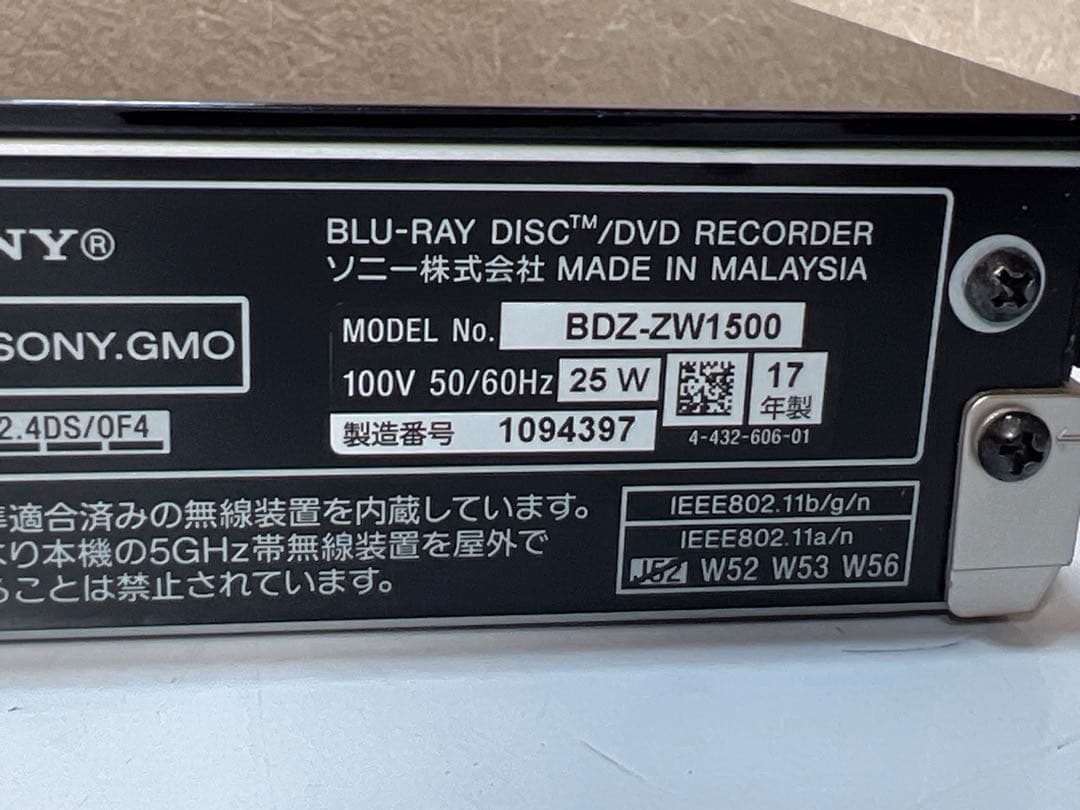 NY®
BLU-RAY DISC™/DVD RECORDER
ソニー株式会社 MADE IN MALAYSIA
SONY.GMO
MODEL No. BDZ-ZW1500
100V 50/60Hz 25 W
17
年製
2.4DS/OF4
製造番号 1094397
4-432-606-01
適合済みの無線装置を内蔵しています。
より本機の5GHz帯無線装置を屋外で
ることは禁止されています。
IEEE802.11b/g/n
IEEE802.11a/n
J52 W52 W53 W56